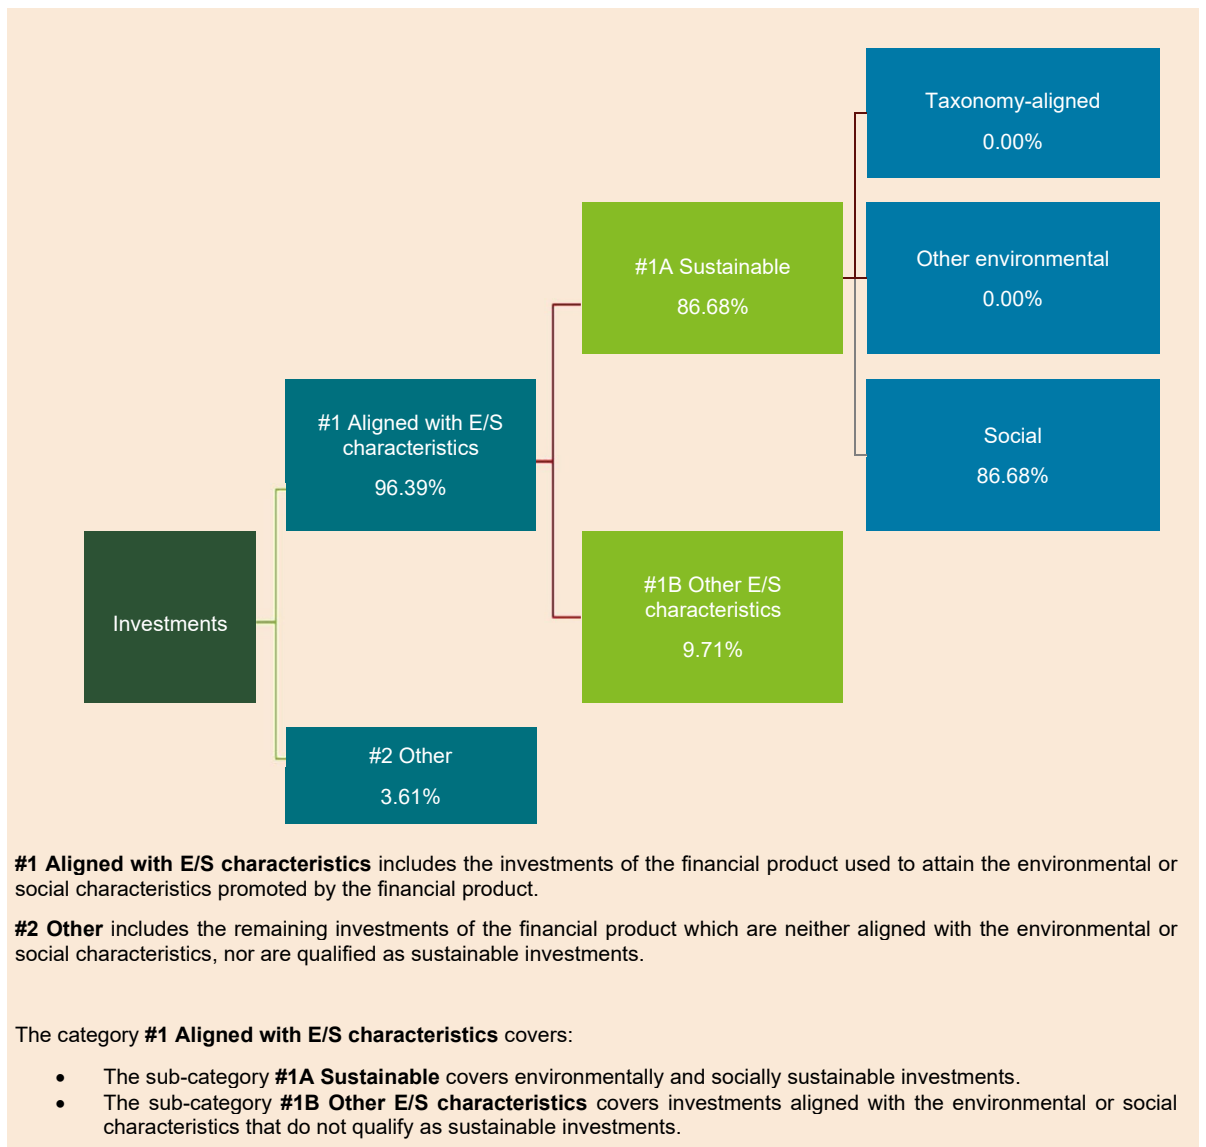 Taxonomy-aligned
0.00%
#1A Sustainable
86.68%
Other environmental
0.00%
#1 Aligned with E/S
characteristics
96.39%
Social
86.68%
Investments
#1B Other E/S
characteristics
9.71%
#2 Other
3.61%
#1 Aligned with E/S characteristics includes the investments of the financial product used to attain the environmental or
social characteristics promoted by the financial product.
#2 Other includes the remaining investments of the financial product which are neither aligned with the environmental or
social characteristics, nor are qualified as sustainable investments.
The category #1 Aligned with E/S characteristics covers:
• The sub-category #1A Sustainable covers environmentally and socially sustainable investments.
• The sub-category #1B Other E/S characteristics covers investments aligned with the environmental or social
characteristics that do not qualify as sustainable investments.